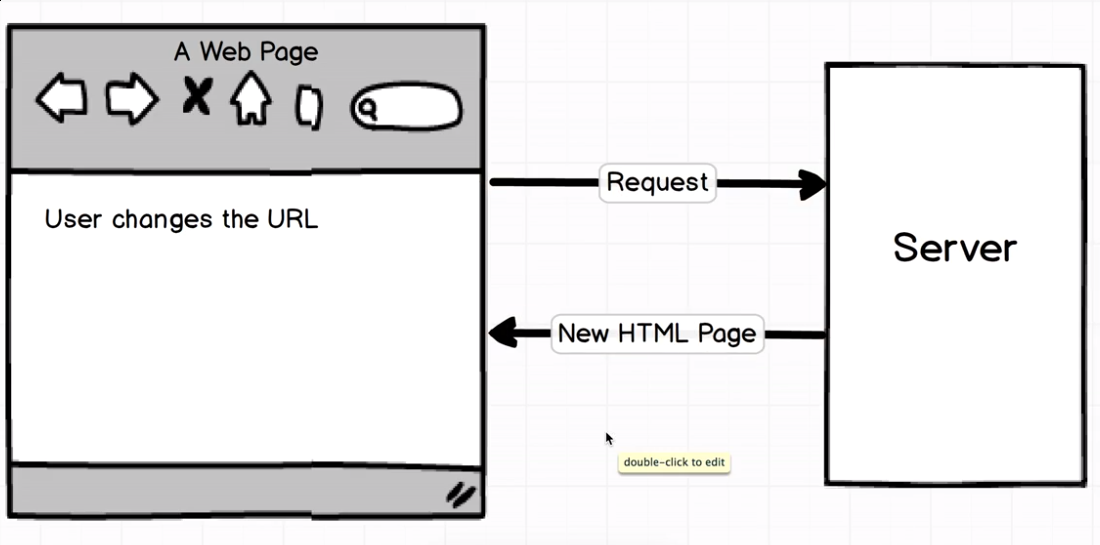 A Web Page
User changes the URL
Request
Server
New HTML Page
double-click to edit